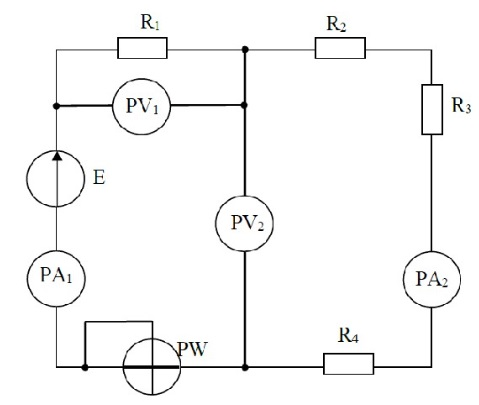 R₁
R₂
PV₁
R₃
E
PV₂
PA₁
PA₂
R₄
PW